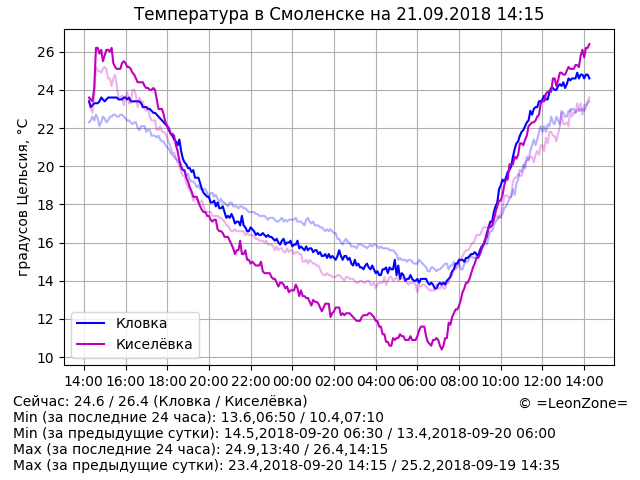 Температура в Смоленске на 21.09.2018 14:15
градусов Цельсия, °C
26
24
22
20
18
16
14
12
10
Кловка
Киселёвка
14:00 16:00 18:00 20:00 22:00 00:00 02:00 04:00 06:00 08:00 10:00 12:00 14:00
Сейчас: 24.6 / 26.4 (Кловка / Киселёвка)
© =LeonZone=
Min (за последние 24 часа): 13.6,06:50 / 10.4,07:10
Min (за предыдущие сутки): 14.5,2018-09-20 06:30 / 13.4,2018-09-20 06:00
Max (за последние 24 часа): 24.9,13:40 / 26.4,14:15
Max (за предыдущие сутки): 23.4,2018-09-20 14:15 / 25.2,2018-09-19 14:35